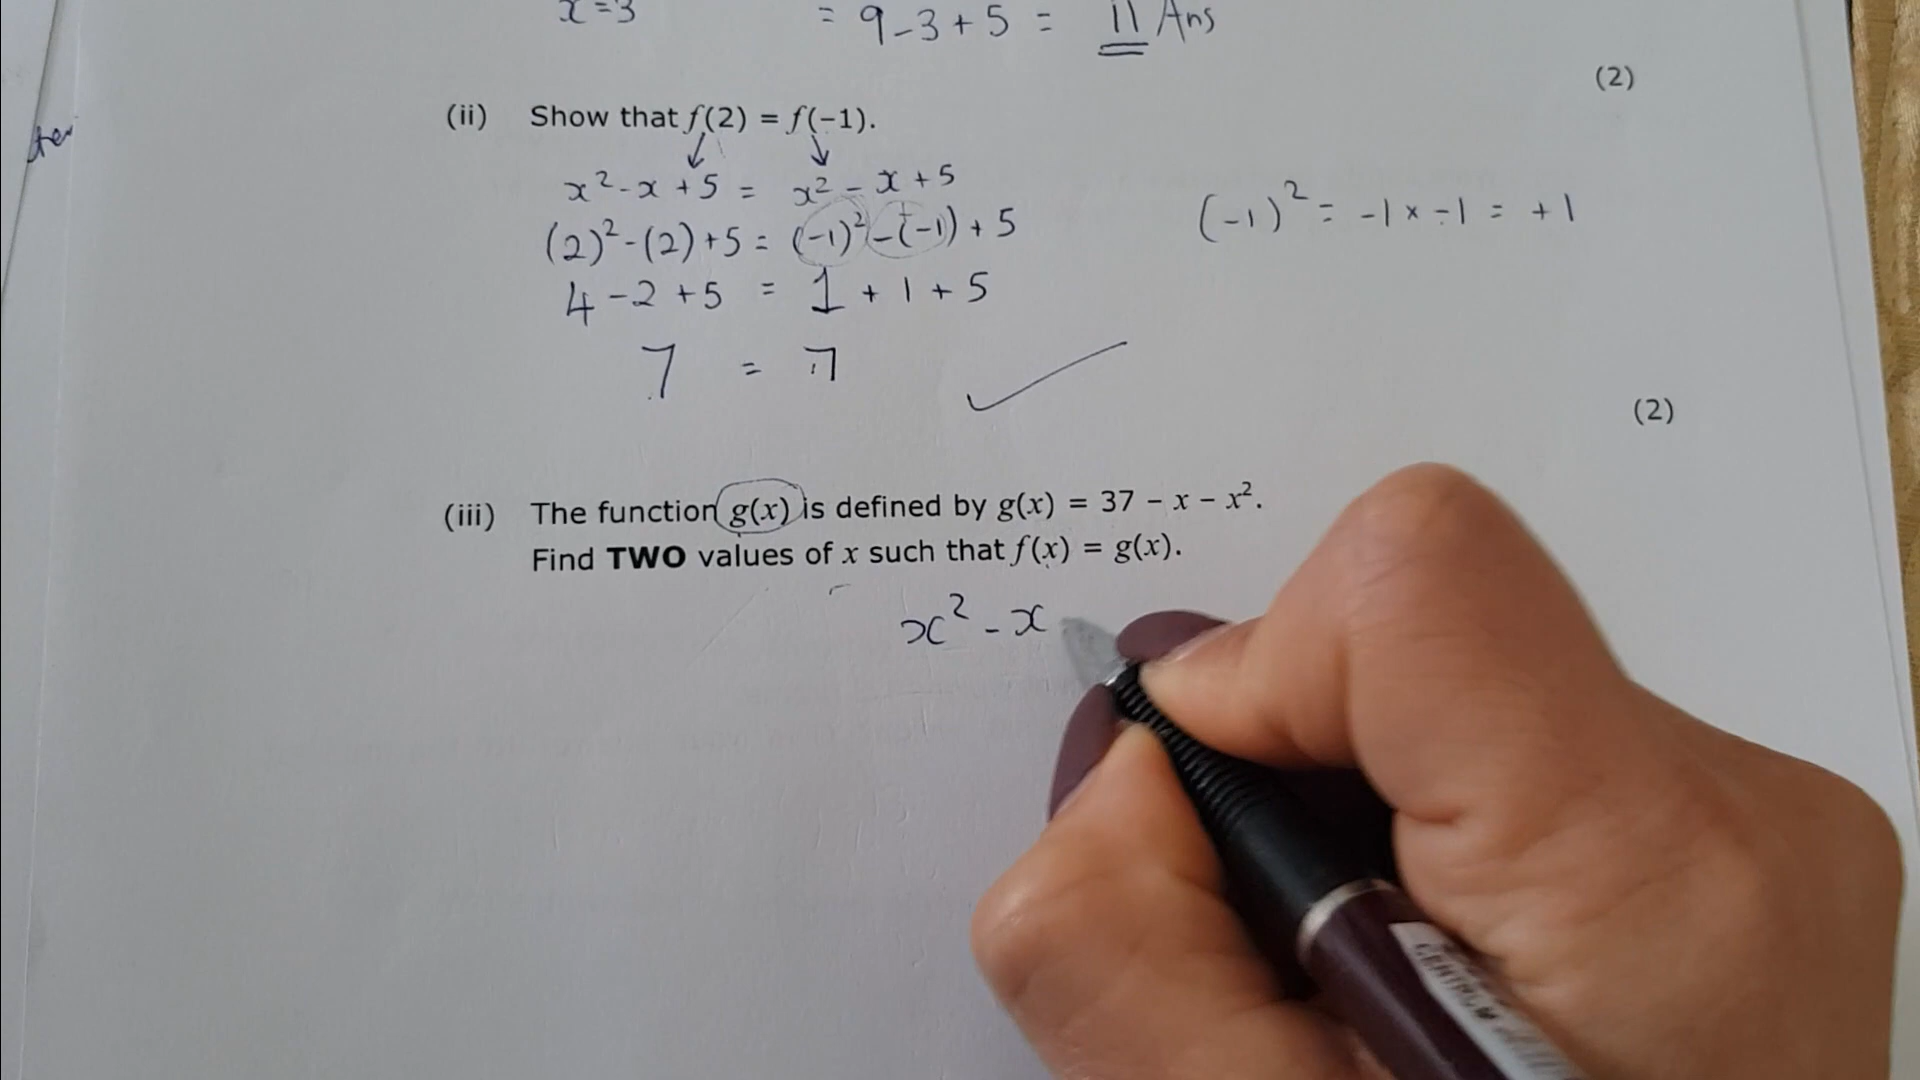 x = 3 = 9 - 3 + 5 = 11 Ans
(2)
(ii) Show that f(2) = f(−1).
x² - x + 5 = x² - x + 5
(2)² - (2) + 5 = (-1)² - (-1) + 5
(-1)² = -1 × -1 = +1
4 - 2 + 5 = 1 + 1 + 5
7 = 7
(2)
(iii) The function g(x) is defined by g(x) = 37 − x − x².
Find TWO values of x such that f(x) = g(x).
x² - x